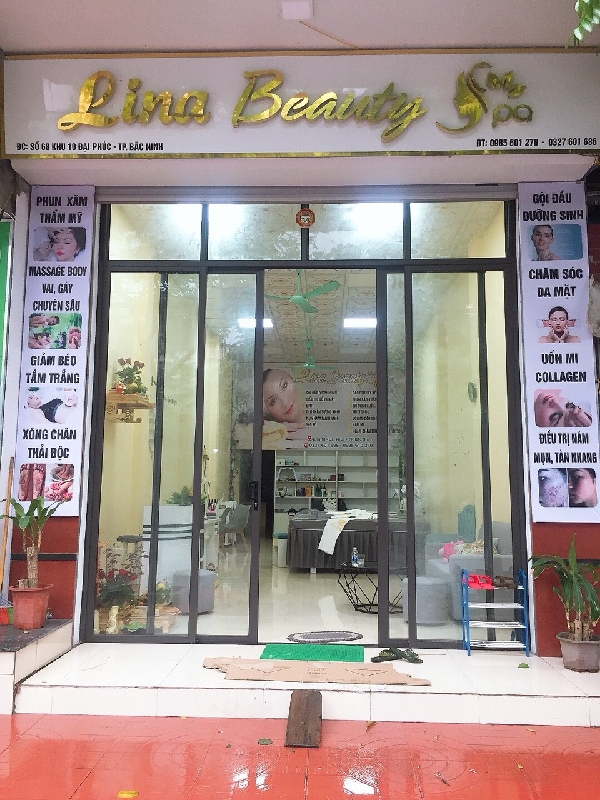 Lina Beauty Spa
ĐC: SỐ 68 KHU 10 ĐẠI PHÚC - TP. BẮC NINH
ĐT: 0985 601 270 - 0327 601 686
PHUN XĂM
THẨM MỸ
MASSAGE BODY
VAI, GÁY
CHUYÊN SÂU
GIẢM BÉO
TẮM TRẮNG
XÔNG CHÂN
THẢI ĐỘC
GỘI ĐẦU
DƯỠNG SINH
CHĂM SÓC
DA MẶT
UỐN MI
COLLAGEN
ĐIỀU TRỊ NÁM
MỤN, TÀN NHANG